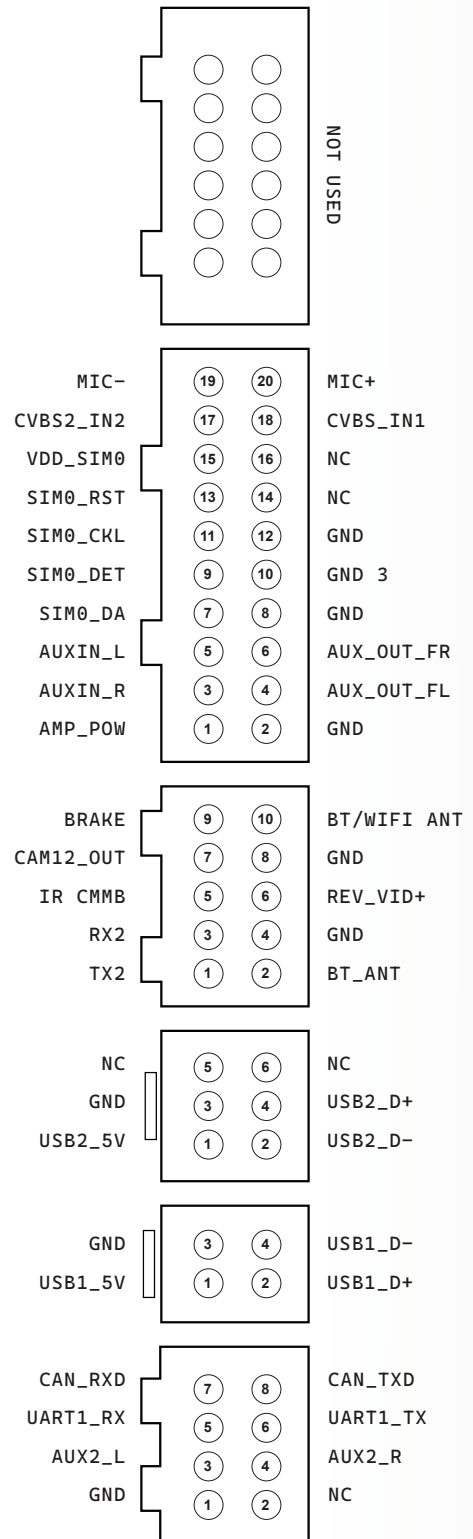 NOT USED
MIC- 19 20 MIC+
CVBS2_IN2 17 18 CVBS_IN1
VDD_SIM0 15 16 NC
SIM0_RST 13 14 NC
SIM0_CKL 11 12 GND
SIM0_DET 9 10 GND 3
SIM0_DA 7 8 GND
AUXIN_L 5 6 AUX_OUT_FR
AUXIN_R 3 4 AUX_OUT_FL
AMP_POW 1 2 GND
BRAKE 9 10 BT/WIFI ANT
CAM12_OUT 7 8 GND
IR CMMB 5 6 REV_VID+
RX2 3 4 GND
TX2 1 2 BT_ANT
NC 5 6 NC
GND 3 4 USB2_D+
USB2_5V 1 2 USB2_D-
GND 3 4 USB1_D-
USB1_5V 1 2 USB1_D+
CAN_RXD 7 8 CAN_TXD
UART1_RX 5 6 UART1_TX
AUX2_L 3 4 AUX2_R
GND 1 2 NC